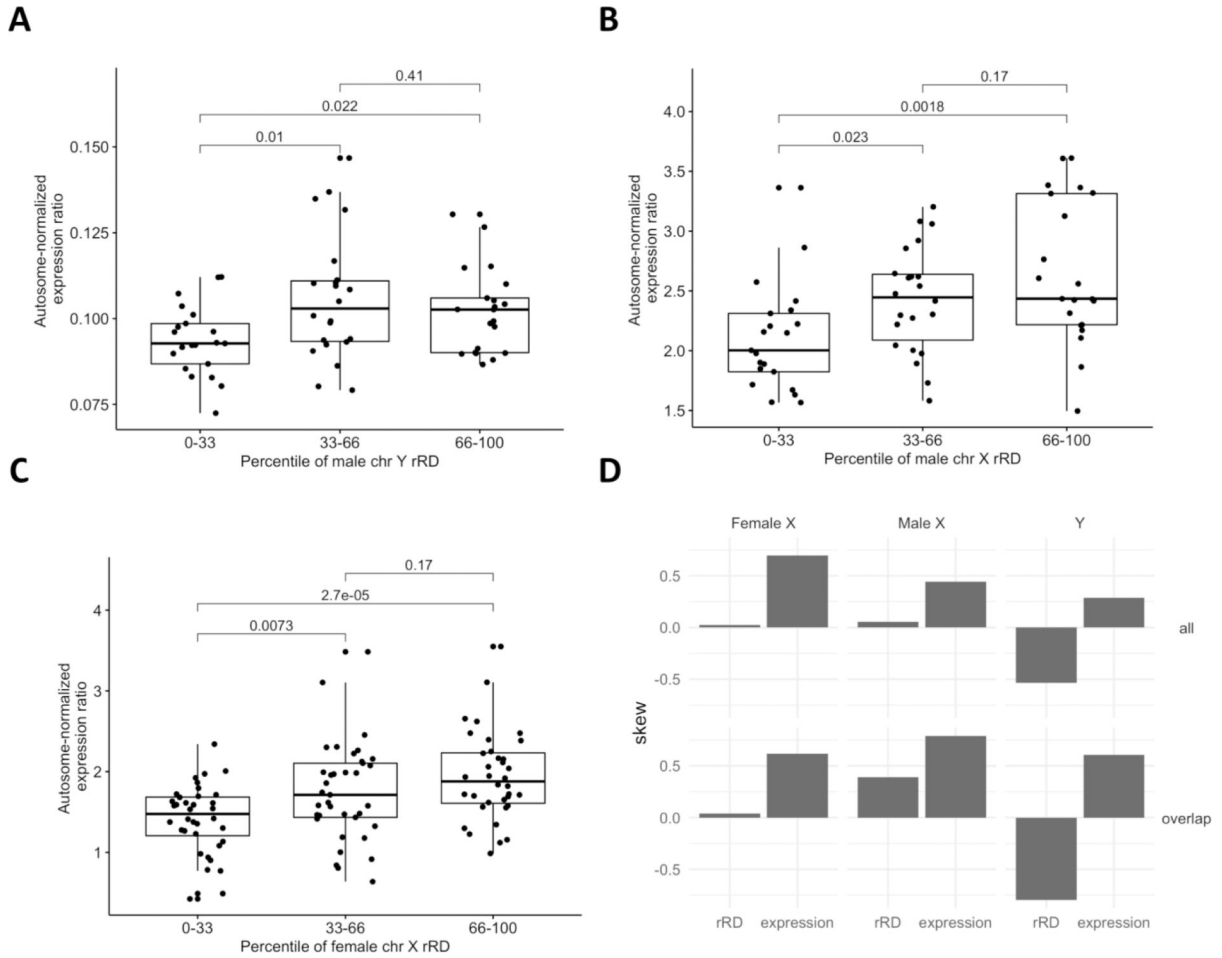 A
0.41
0.022
0.01
0.150
0.125
0.100
0.075
Autosome-normalized
expression ratio
0-33
33-66
66-100
Percentile of male chr Y rRD
B
0.17
0.0018
0.023
4.0
3.5
3.0
2.5
2.0
1.5
Autosome-normalized
expression ratio
0-33
33-66
66-100
Percentile of male chr X rRD
C
0.17
2.7e-05
0.0073
4
3
2
1
Autosome-normalized
expression ratio
0-33
33-66
66-100
Percentile of female chr X rRD
D
Female X
Male X
Y
0.5
0.0
-0.5
all
skew
0.5
0.0
-0.5
overlap
rRD expression
rRD expression
rRD expression